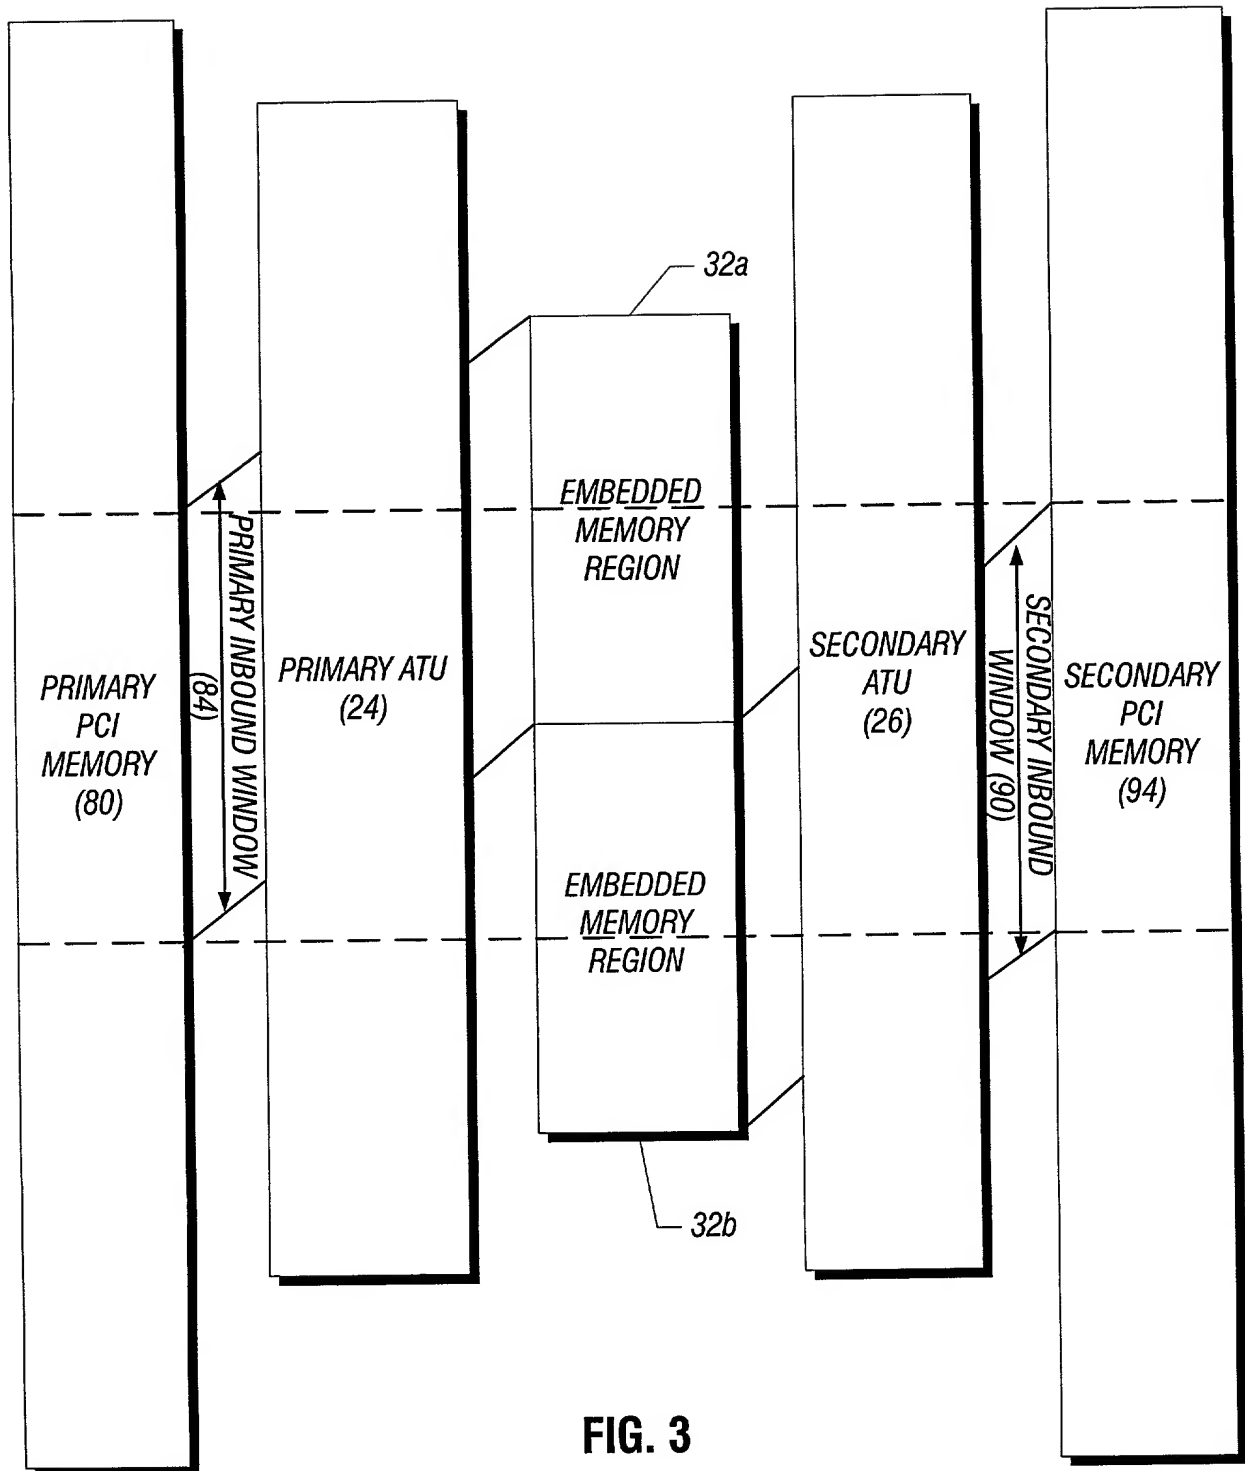 32a
EMBEDDED
MEMORY
REGION
PRIMARY
PCI
MEMORY
(80)
PRIMARY INBOUND WINDOW
(84)
PRIMARY ATU
(24)
SECONDARY
ATU
(26)
SECONDARY INBOUND
WINDOW (90)
SECONDARY
PCI
MEMORY
(94)
EMBEDDED
MEMORY
REGION
32b
FIG. 3